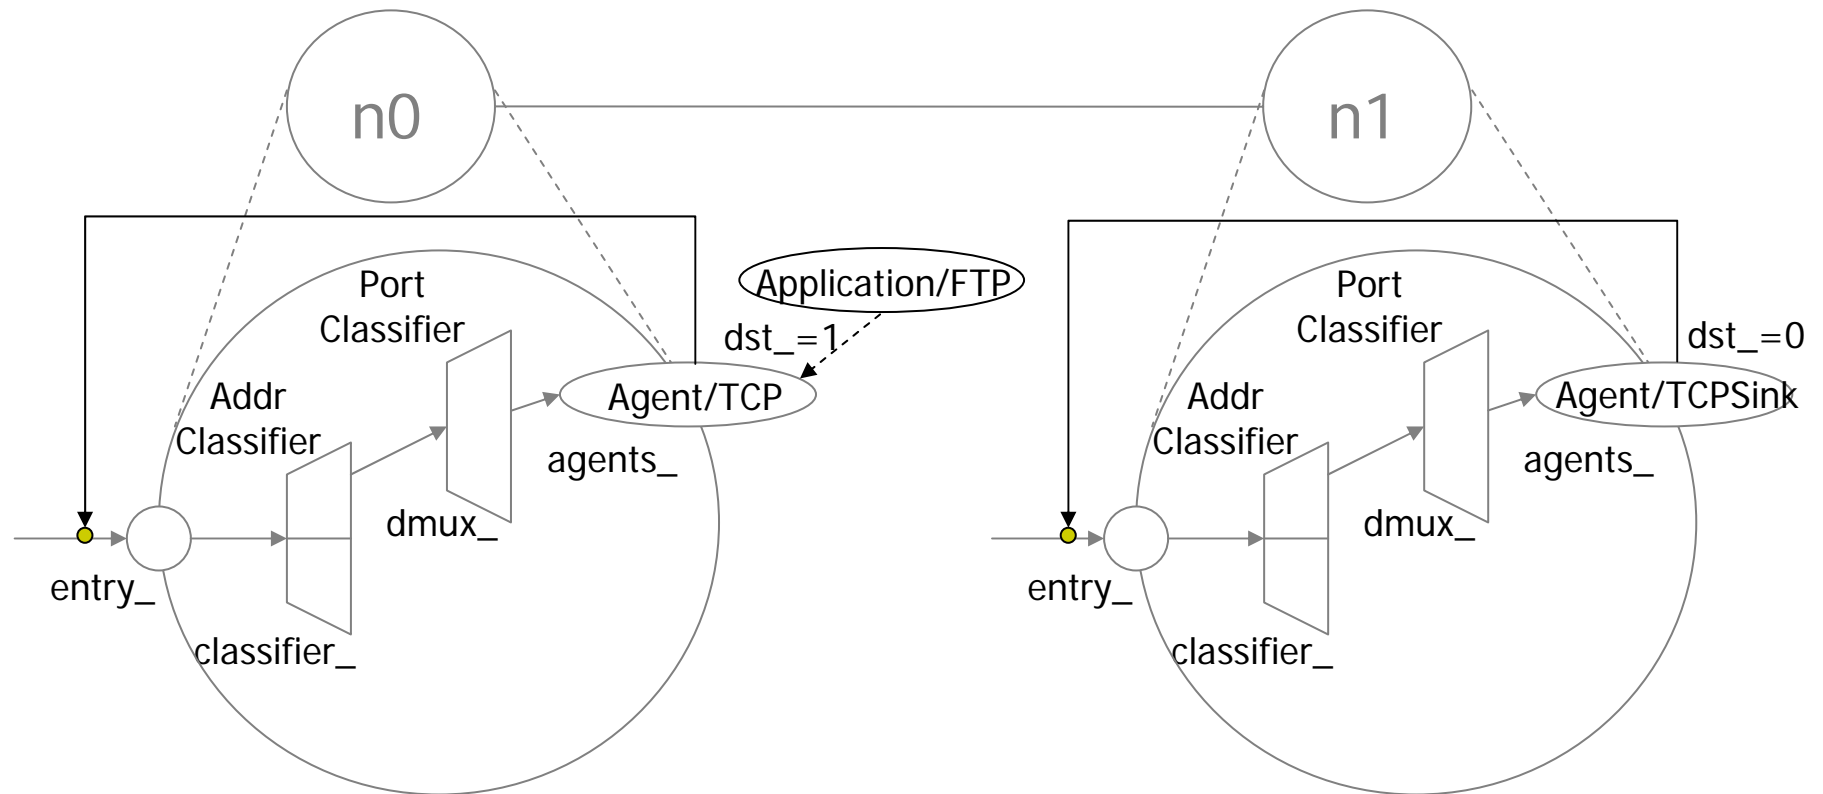 n0
n1
Port
Classifier
Application/FTP
dst_=1
Addr
Classifier
Agent/TCP
agents_
dmux_
entry_
classifier_
Port
Classifier
dst_=0
Addr
Classifier
Agent/TCPSink
agents_
dmux_
entry_
classifier_